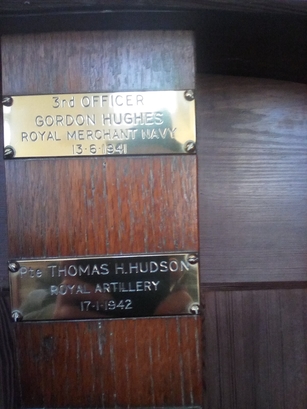 3rd OFFICER
GORDON HUGHES
ROYAL MERCHANT NAVY
13·6·1941
Pte THOMAS H.HUDSON
ROYAL ARTILLERY
17·1·1942